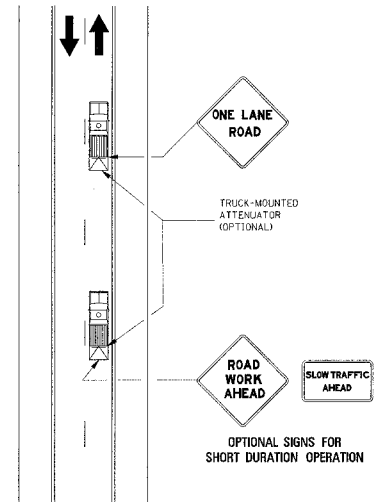 ONE LANE
ROAD
TRUCK-MOUNTED
ATTENUATOR
(OPTIONAL)
ROAD
WORK
AHEAD
SLOW TRAFFIC
AHEAD
OPTIONAL SIGNS FOR
SHORT DURATION OPERATION